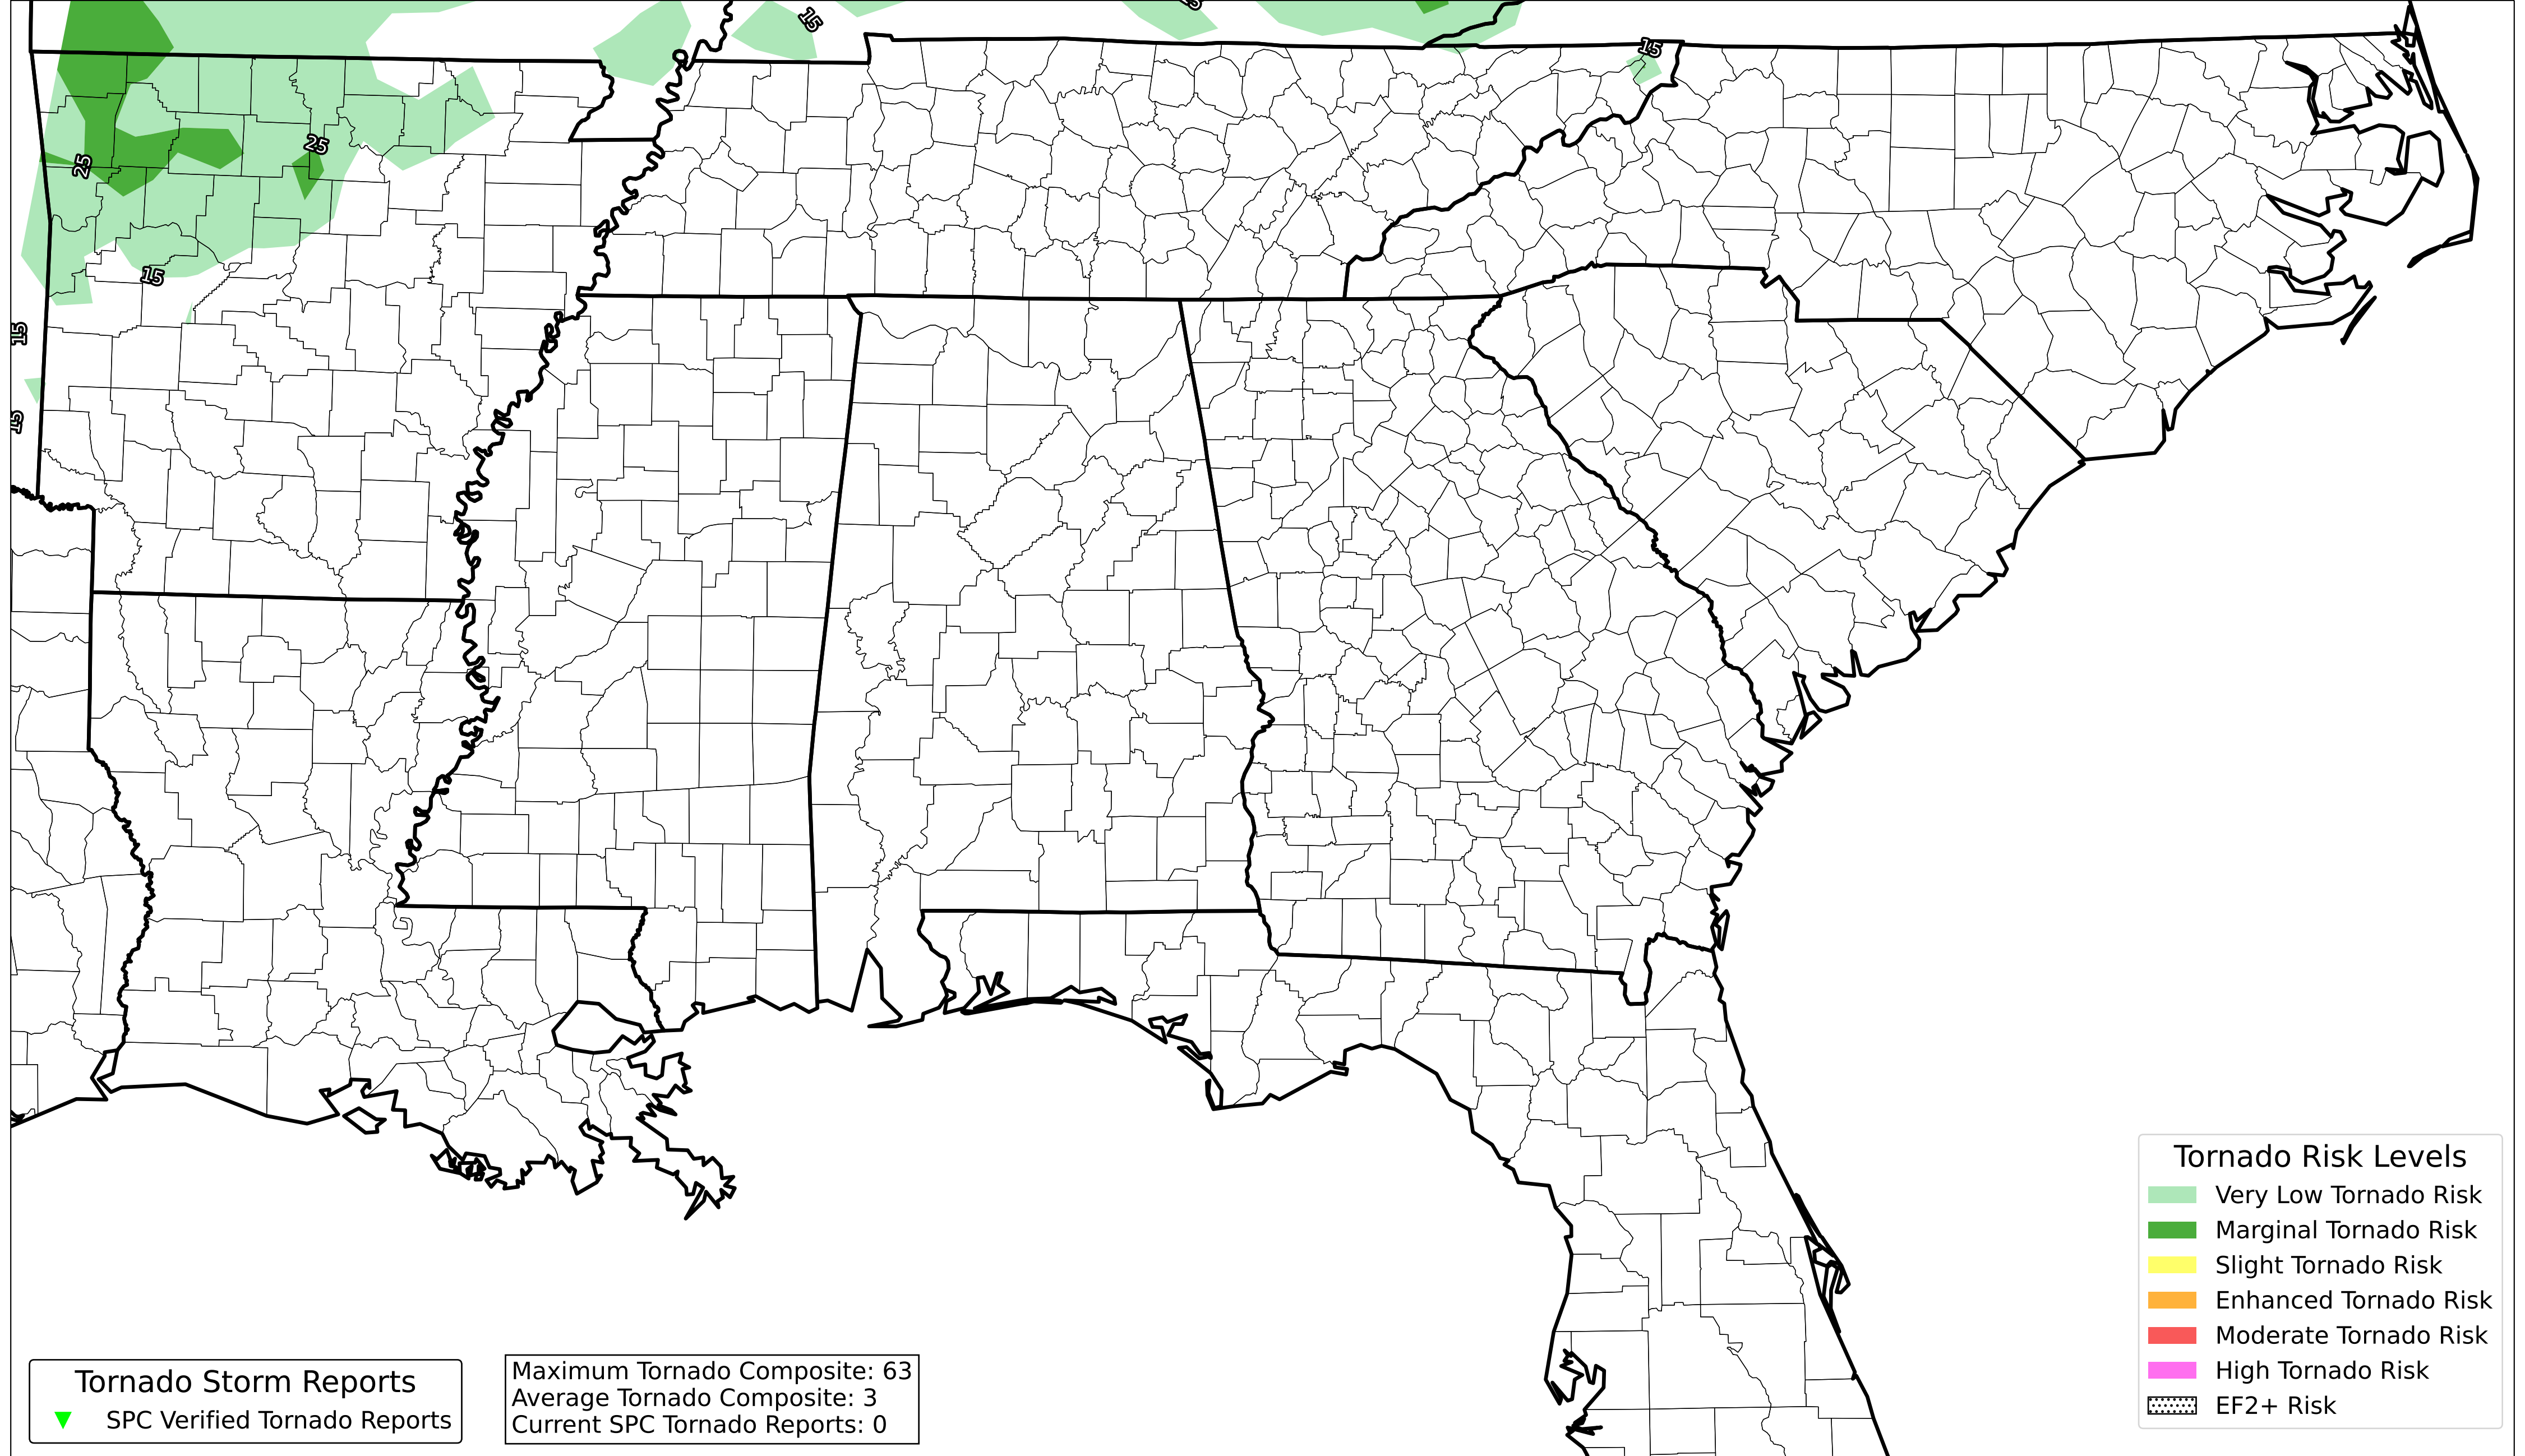 15
15
15
25
25
15
15
15
Tornado Risk Levels
Very Low Tornado Risk
Marginal Tornado Risk
Slight Tornado Risk
Enhanced Tornado Risk
Moderate Tornado Risk
High Tornado Risk
EF2+ Risk
Tornado Storm Reports
SPC Verified Tornado Reports
Maximum Tornado Composite: 63
Average Tornado Composite: 3
Current SPC Tornado Reports: 0